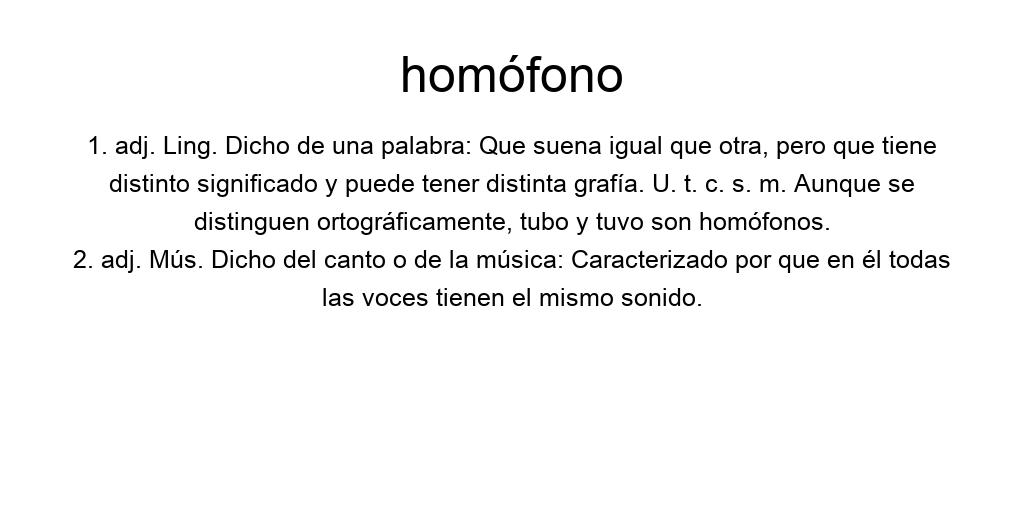 homófono
1. adj. Ling. Dicho de una palabra: Que suena igual que otra, pero que tiene
distinto significado y puede tener distinta grafía. U. t. c. s. m. Aunque se
distinguen ortográficamente, tubo y tuvo son homófonos.
2. adj. Mús. Dicho del canto o de la música: Caracterizado por que en él todas
las voces tienen el mismo sonido.